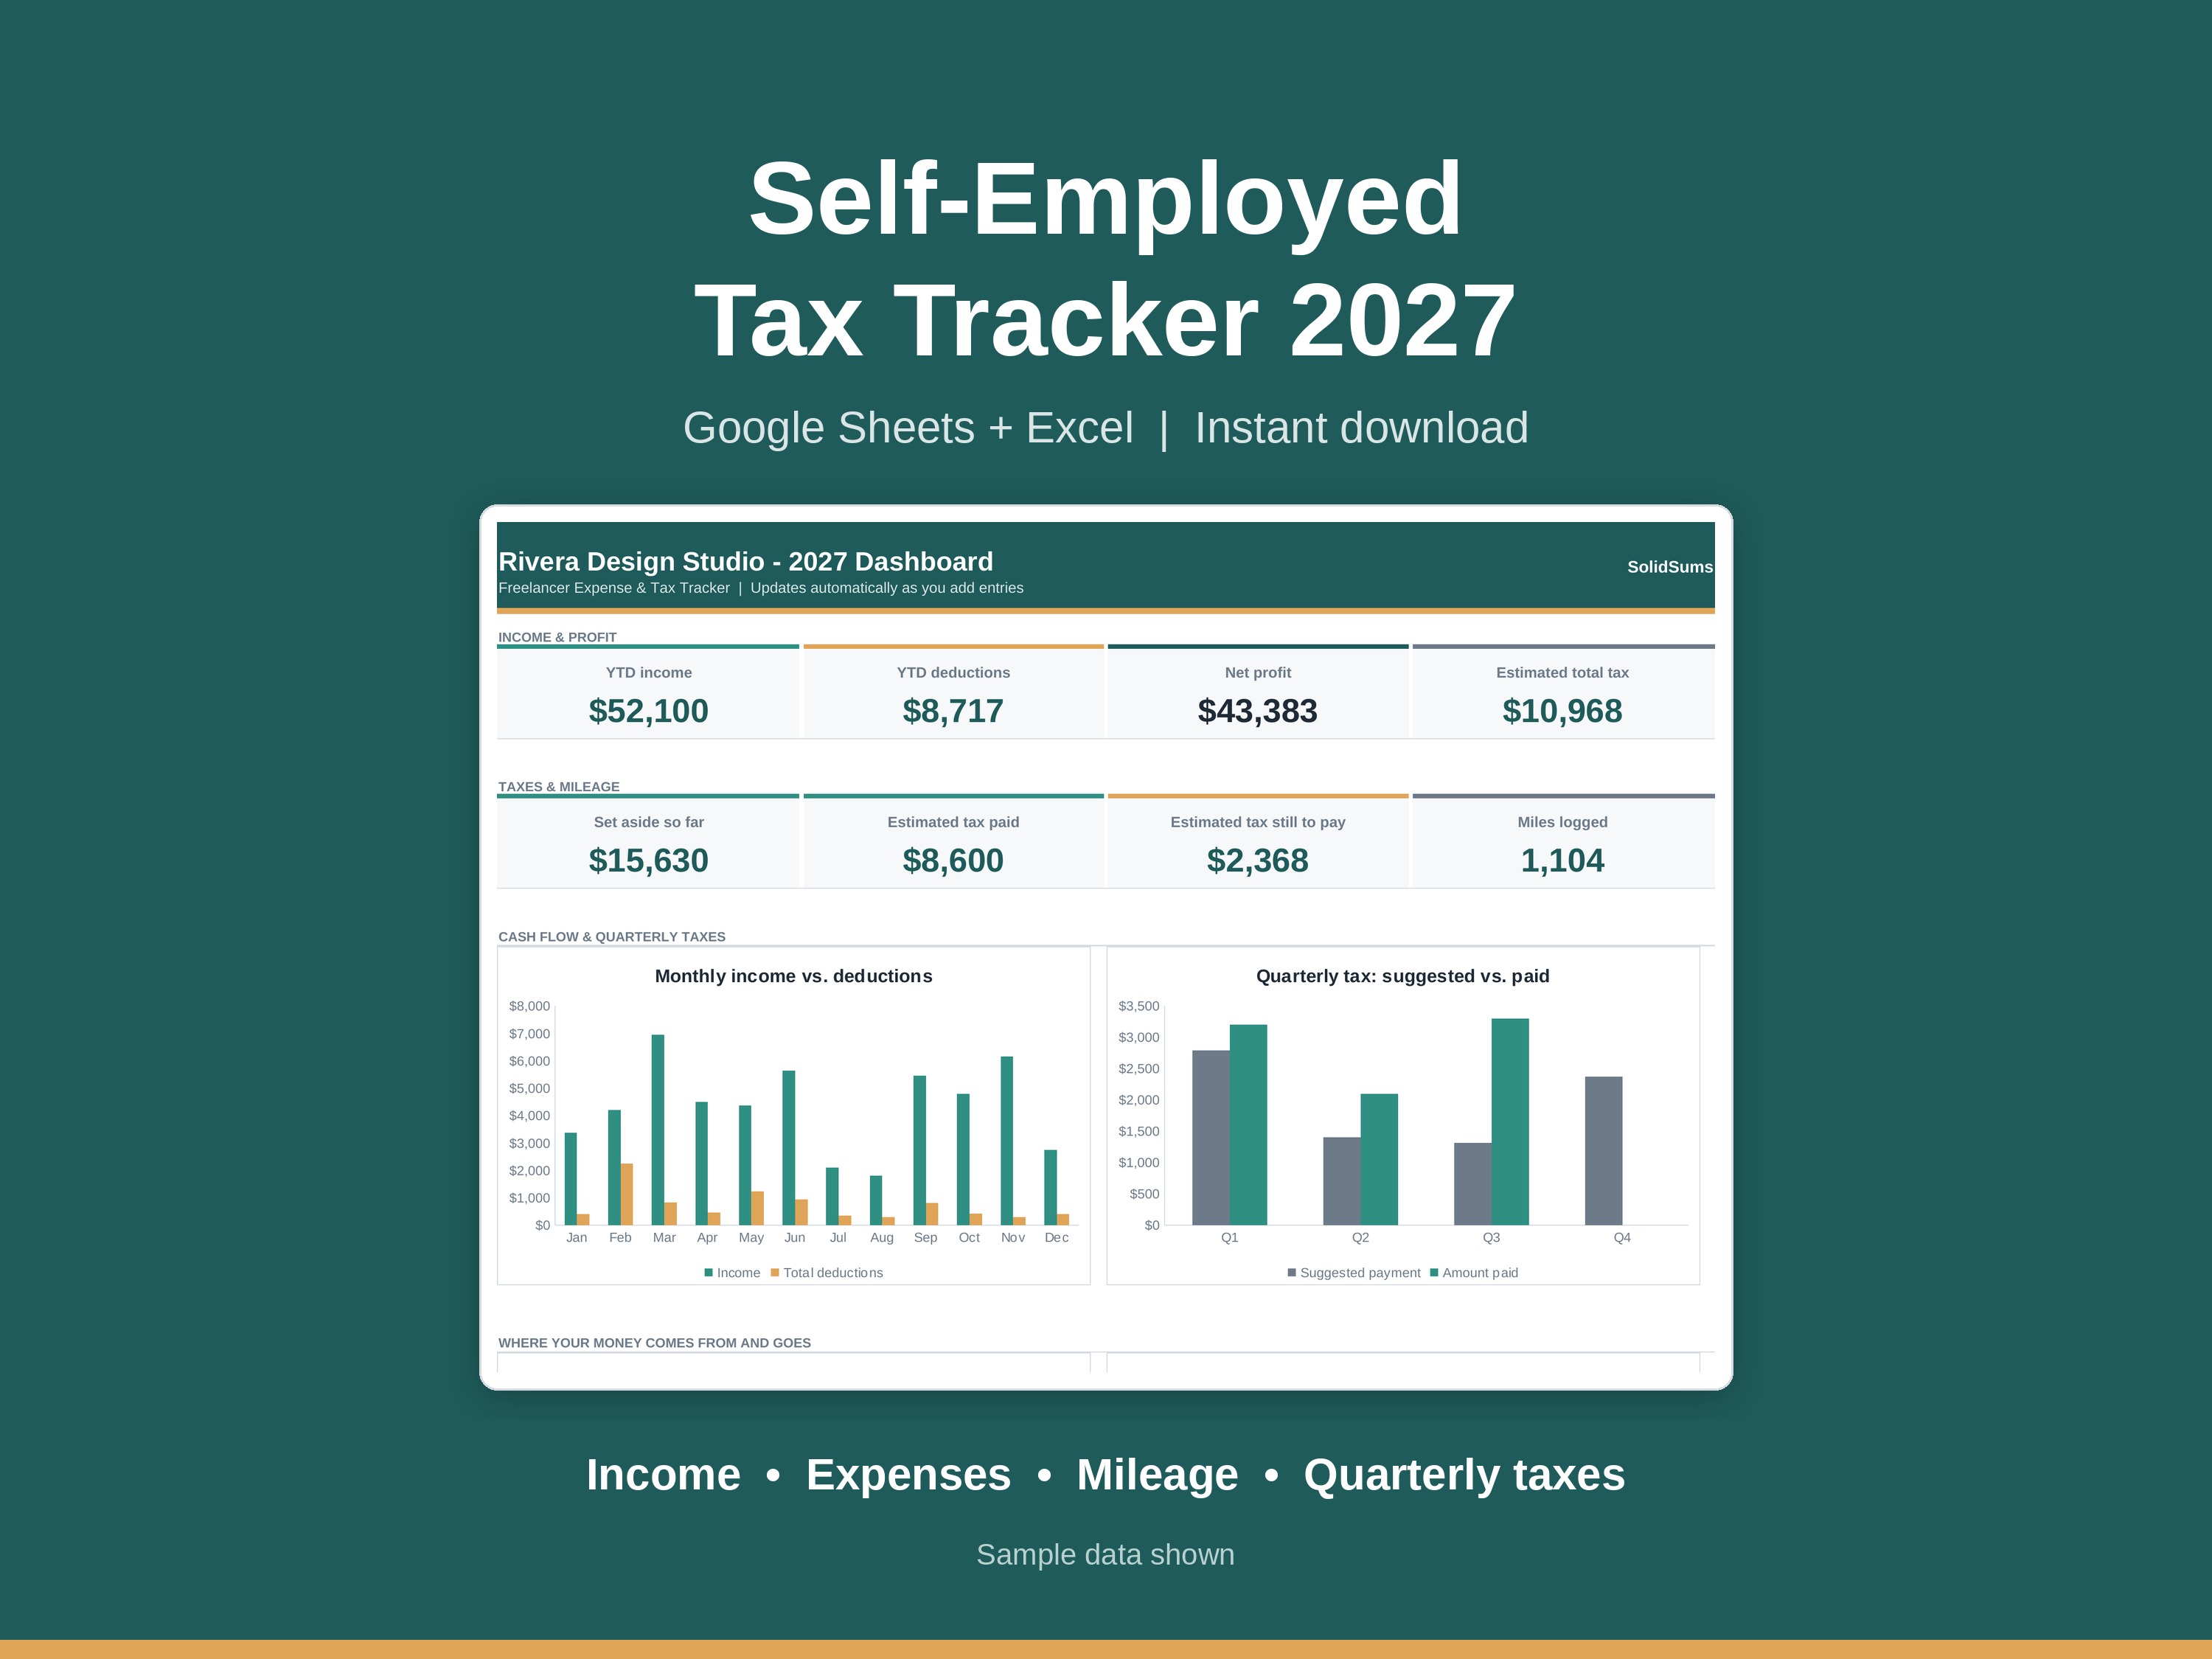 Self-Employed
Tax Tracker 2027
Google Sheets + Excel | Instant download
Rivera Design Studio - 2027 Dashboard
SolidSums
Freelancer Expense & Tax Tracker | Updates automatically as you add entries
INCOME & PROFIT
YTD income
$52,100
YTD deductions
$8,717
Net profit
$43,383
Estimated total tax
$10,968
TAXES & MILEAGE
Set aside so far
$15,630
Estimated tax paid
$8,600
Estimated tax still to pay
$2,368
Miles logged
1,104
CASH FLOW & QUARTERLY TAXES
Monthly income vs. deductions
$8,000
$7,000
$6,000
$5,000
$4,000
$3,000
$2,000
$1,000
$0
Jan Feb Mar Apr May Jun Jul Aug Sep Oct Nov Dec
Income Total deductions
Quarterly tax: suggested vs. paid
$3,500
$3,000
$2,500
$2,000
$1,500
$1,000
$500
$0
Q1 Q2 Q3 Q4
Suggested payment Amount paid
WHERE YOUR MONEY COMES FROM AND GOES
Income • Expenses • Mileage • Quarterly taxes
Sample data shown